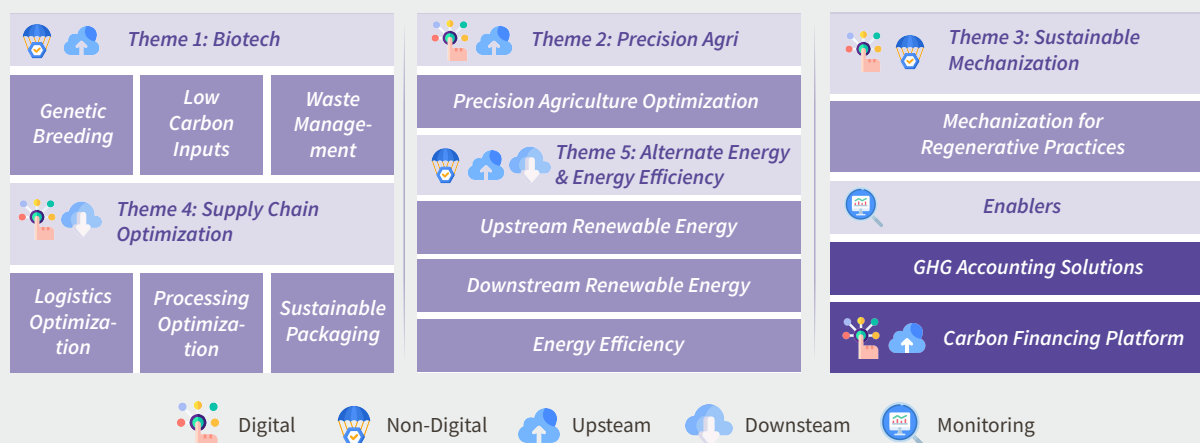 Theme 1: Biotech
Genetic
Breeding
Low
Carbon
Inputs
Waste
Manage-
ment
Theme 4: Supply Chain
Optimization
Logistics
Optimiza-
tion
Processing
Optimiza-
tion
Sustainable
Packaging
Theme 2: Precision Agri
Precision Agriculture Optimization
Theme 5: Alternate Energy
& Energy Efficiency
Upstream Renewable Energy
Downstream Renewable Energy
Energy Efficiency
Theme 3: Sustainable
Mechanization
Mechanization for
Regenerative Practices
Enablers
GHG Accounting Solutions
Carbon Financing Platform
Digital
Non-Digital
Upsteam
Downsteam
Monitoring